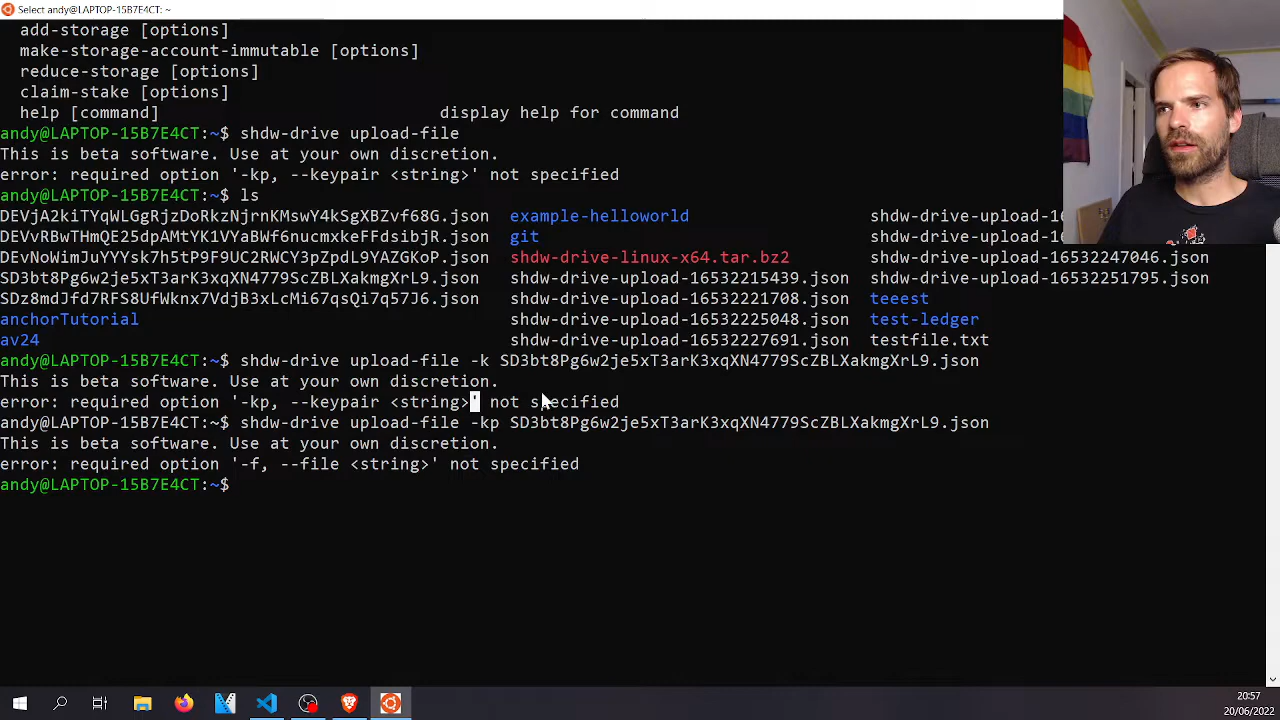 Select andy@LAPTOP-15B7E4CT: ~
add-storage [options]
make-storage-account-immutable [options]
reduce-storage [options]
claim-stake [options]
help [command] display help for command
andy@LAPTOP-15B7E4CT:~$ shdw-drive upload-file
This is beta software. Use at your own discretion.
error: required option '-kp, --keypair <string>' not specified
andy@LAPTOP-15B7E4CT:~$ ls
DEVjA2kiTYqWLGgRjzDoRkzNjrnKMswY4kSgXBZvf68G.json example-helloworld shdw-drive-upload-16
DEVvRBwTHmQE25dpAMtYK1VYaBWf6nucmxkeFFdsibjR.json git shdw-drive-upload-16
DEvNoWimJuYYYsk7h5tP9F9UC2RWCY3pZpdL9YAZGKoP.json shdw-drive-linux-x64.tar.bz2 shdw-drive-upload-16532247046.json
SD3bt8Pg6w2je5xT3arK3xqXN4779ScZBLXakmgXrL9.json shdw-drive-upload-16532215439.json shdw-drive-upload-16532251795.json
SDz8mdJfd7RFS8UfWknx7VdjB3xLcMi67qsQi7q57J6.json shdw-drive-upload-16532221708.json teeest
anchorTutorial shdw-drive-upload-16532225048.json test-ledger
av24 shdw-drive-upload-16532227691.json testfile.txt
andy@LAPTOP-15B7E4CT:~$ shdw-drive upload-file -k SD3bt8Pg6w2je5xT3arK3xqXN4779ScZBLXakmgXrL9.json
This is beta software. Use at your own discretion.
error: required option '-kp, --keypair <string>' not specified
andy@LAPTOP-15B7E4CT:~$ shdw-drive upload-file -kp SD3bt8Pg6w2je5xT3arK3xqXN4779ScZBLXakmgXrL9.json
This is beta software. Use at your own discretion.
error: required option '-f, --file <string>' not specified
andy@LAPTOP-15B7E4CT:~$
20:57
20/06/2022